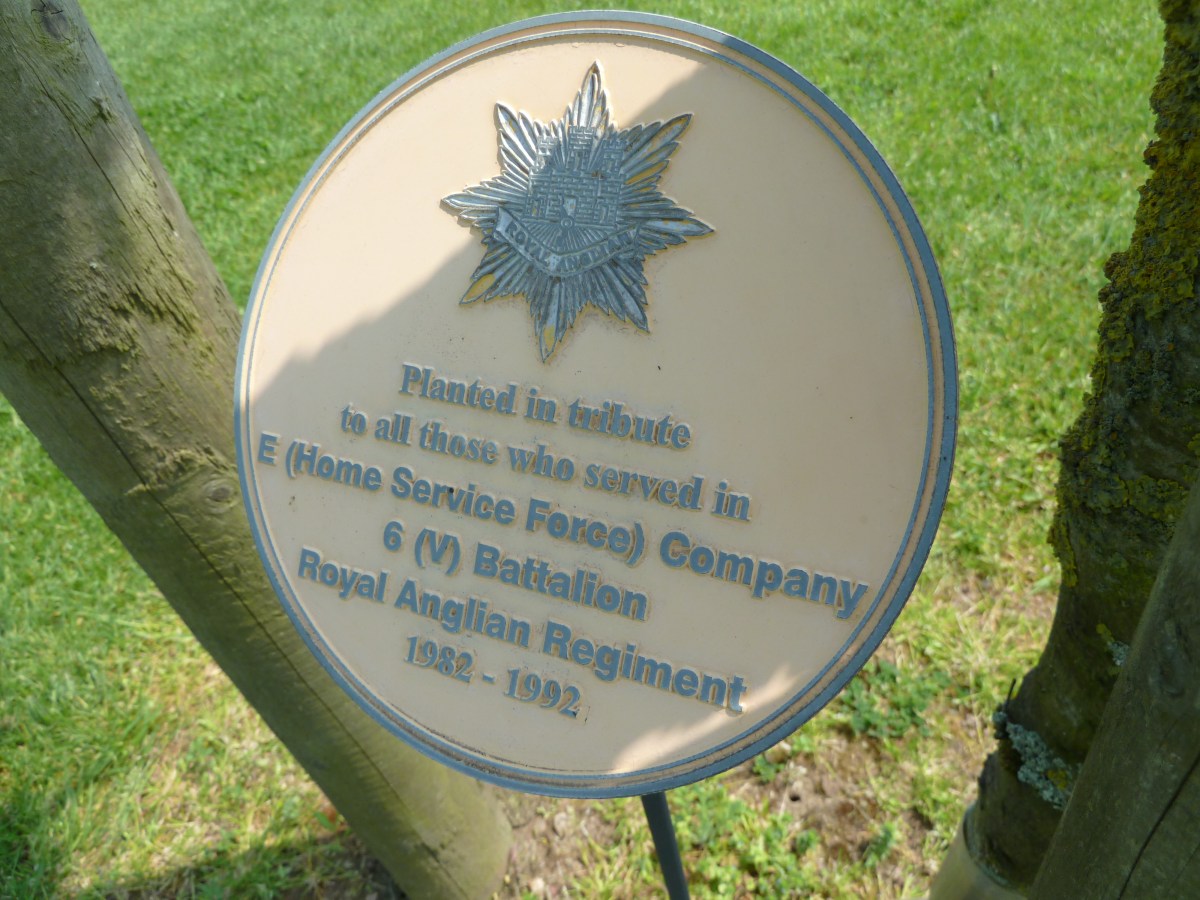 ROYAL ANGLIAN
Planted in tribute
to all those who served in
E (Home Service Force) Company
6 (V) Battalion
Royal Anglian Regiment
1982 - 1992